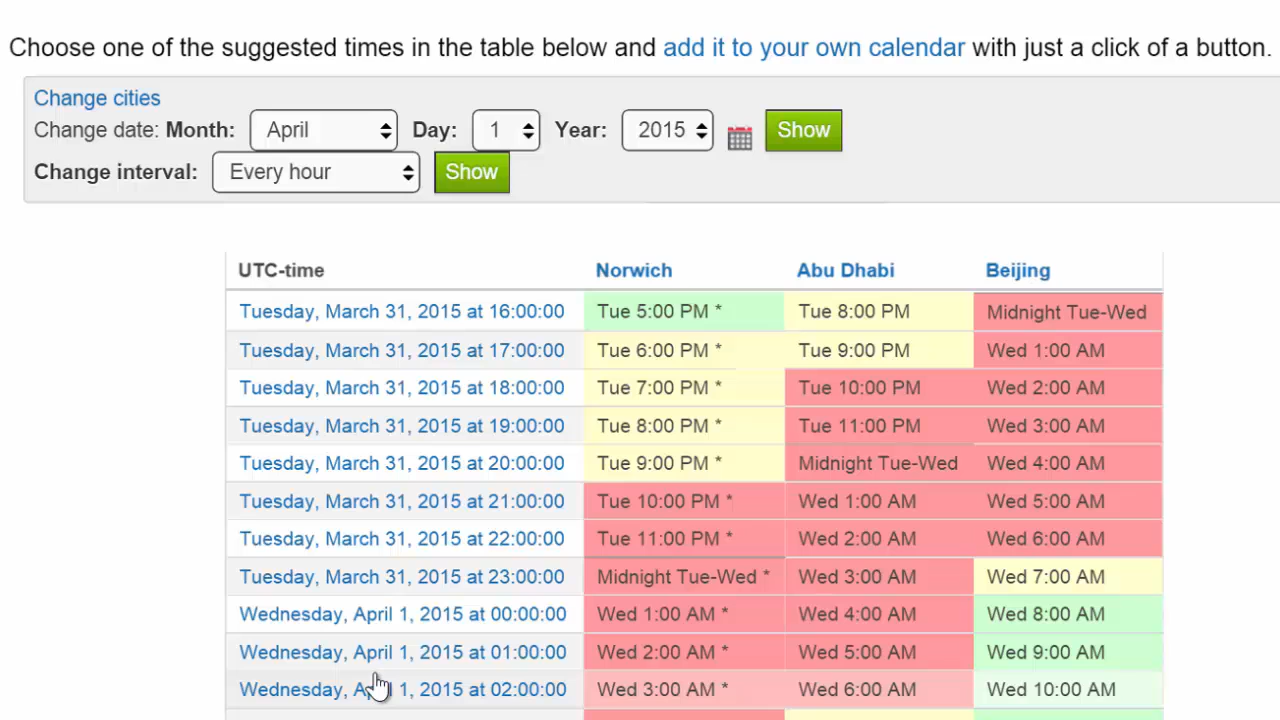 Choose one of the suggested times in the table below and add it to your own calendar with just a click of a button.
Change cities
Change date: Month: April Day: 1 Year: 2015 Show
Change interval: Every hour Show
UTC-time Norwich Abu Dhabi Beijing
Tuesday, March 31, 2015 at 16:00:00 Tue 5:00 PM * Tue 8:00 PM Midnight Tue-Wed
Tuesday, March 31, 2015 at 17:00:00 Tue 6:00 PM * Tue 9:00 PM Wed 1:00 AM
Tuesday, March 31, 2015 at 18:00:00 Tue 7:00 PM * Tue 10:00 PM Wed 2:00 AM
Tuesday, March 31, 2015 at 19:00:00 Tue 8:00 PM * Tue 11:00 PM Wed 3:00 AM
Tuesday, March 31, 2015 at 20:00:00 Tue 9:00 PM * Midnight Tue-Wed Wed 4:00 AM
Tuesday, March 31, 2015 at 21:00:00 Tue 10:00 PM * Wed 1:00 AM Wed 5:00 AM
Tuesday, March 31, 2015 at 22:00:00 Tue 11:00 PM * Wed 2:00 AM Wed 6:00 AM
Tuesday, March 31, 2015 at 23:00:00 Midnight Tue-Wed * Wed 3:00 AM Wed 7:00 AM
Wednesday, April 1, 2015 at 00:00:00 Wed 1:00 AM * Wed 4:00 AM Wed 8:00 AM
Wednesday, April 1, 2015 at 01:00:00 Wed 2:00 AM * Wed 5:00 AM Wed 9:00 AM
Wednesday, April 1, 2015 at 02:00:00 Wed 3:00 AM * Wed 6:00 AM Wed 10:00 AM